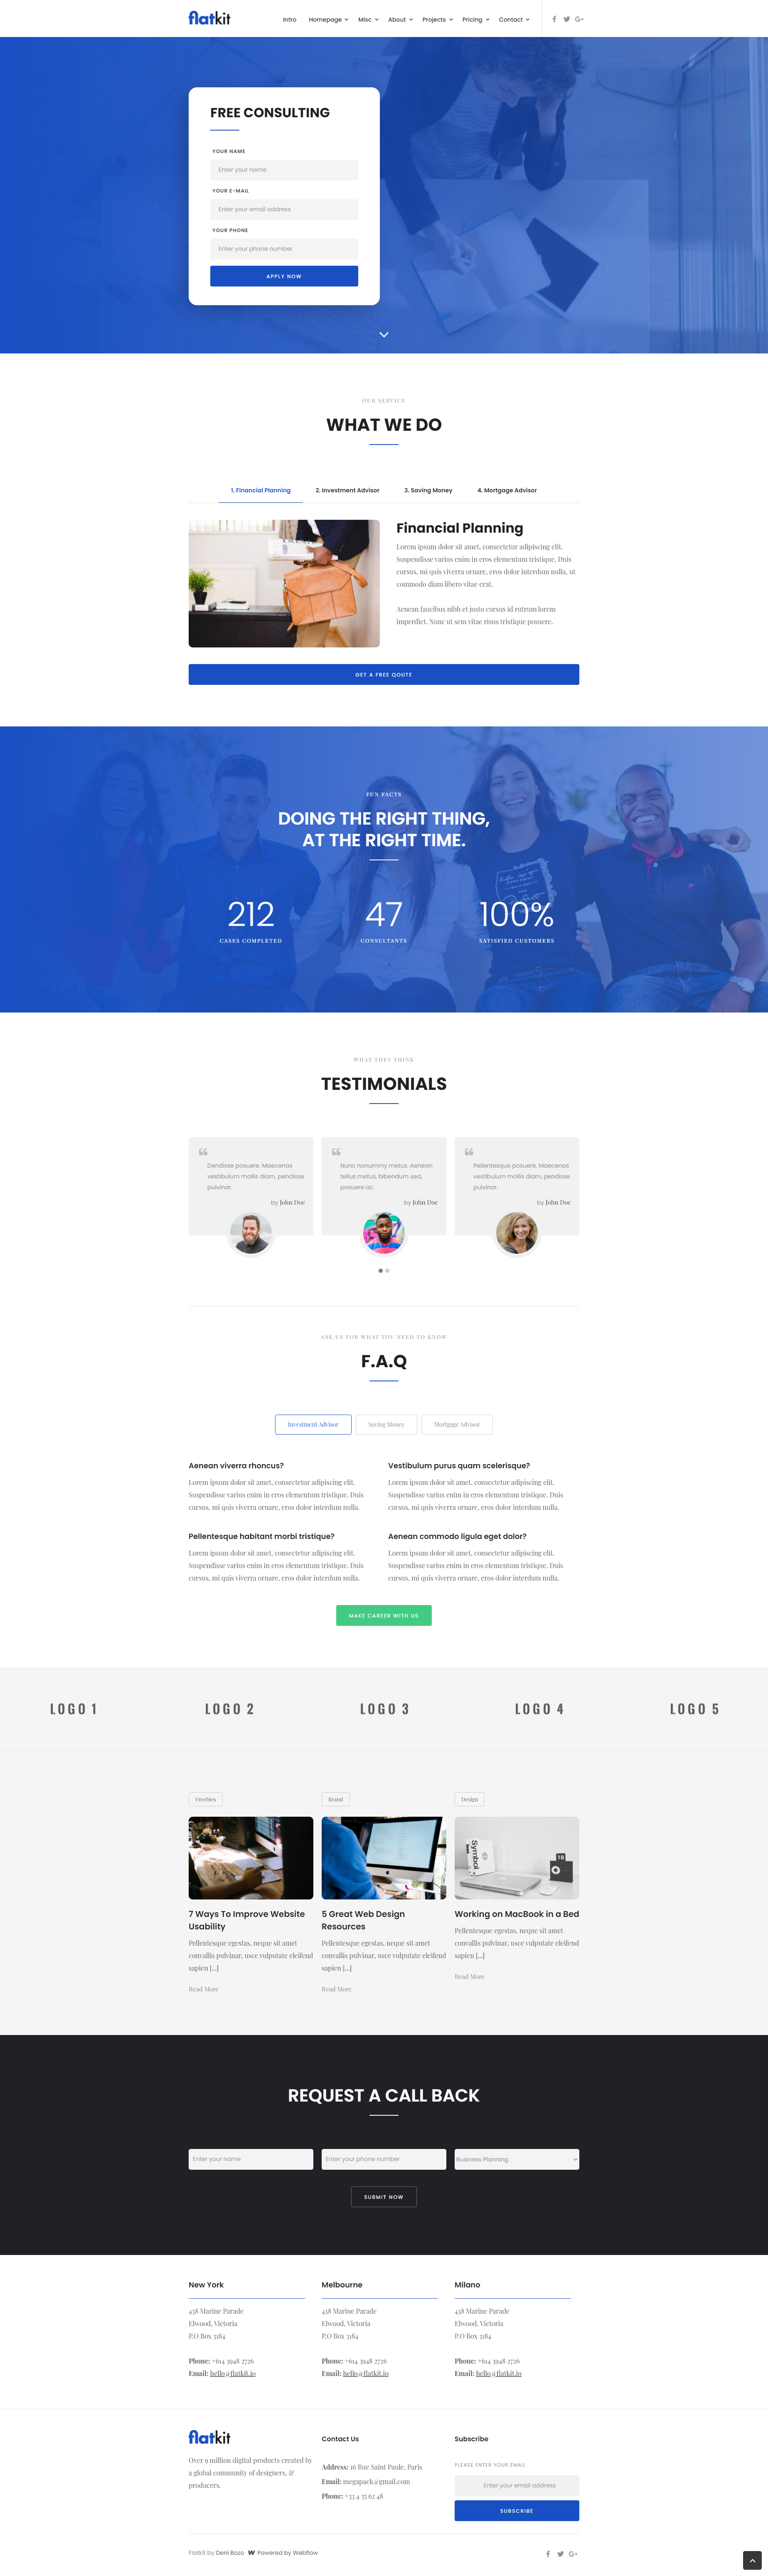 flatkit
Intro Homepage Misc About Projects Pricing Contact
FREE CONSULTING
YOUR NAME
Enter your name
YOUR E-MAIL
Enter your email address
YOUR PHONE
Enter your phone number
APPLY NOW
OUR SERVICE
WHAT WE DO
1. Financial Planning 2. Investment Advisor 3. Saving Money 4. Mortgage Advisor
Financial Planning
Lorem ipsum dolor sit amet, consectetur adipiscing elit.
Suspendisse varius enim in eros elementum tristique. Duis
cursus, mi quis viverra ornare, eros dolor interdum nulla, ut
commodo diam libero vitae erat.
Aenean faucibus nibh et justo cursus id rutrum lorem
imperdiet. Nunc ut sem vitae risus tristique posuere.
GET A FREE QOUTE
FUN FACTS
DOING THE RIGHT THING,
AT THE RIGHT TIME.
212 47 100%
CASES COMPLETED CONSULTANTS SATISFIED CUSTOMERS
WHAT THEY THINK
TESTIMONIALS
Dendisse posuere. Maecenas
vestibulum mollis diam, pendisse
pulvinar.
by John Doe
Nunc nonummy metus. Aenean
tellus metus, bibendum sed,
posuere ac.
by John Doe
Pellentesque posuere. Maecenas
vestibulum mollis diam, pendisse
pulvinar.
by John Doe
ASK US FOR WHAT YOU NEED TO KNOW
F.A.Q
Investment Advisor Saving Money Mortgage Advisor
Aenean viverra rhoncus?
Lorem ipsum dolor sit amet, consectetur adipiscing elit.
Suspendisse varius enim in eros elementum tristique. Duis
cursus, mi quis viverra ornare, eros dolor interdum nulla.
Vestibulum purus quam scelerisque?
Lorem ipsum dolor sit amet, consectetur adipiscing elit.
Suspendisse varius enim in eros elementum tristique. Duis
cursus, mi quis viverra ornare, eros dolor interdum nulla.
Pellentesque habitant morbi tristique?
Lorem ipsum dolor sit amet, consectetur adipiscing elit.
Suspendisse varius enim in eros elementum tristique. Duis
cursus, mi quis viverra ornare, eros dolor interdum nulla.
Aenean commodo ligula eget dolor?
Lorem ipsum dolor sit amet, consectetur adipiscing elit.
Suspendisse varius enim in eros elementum tristique. Duis
cursus, mi quis viverra ornare, eros dolor interdum nulla.
MAKE CAREER WITH US
LOGO 1 LOGO 2 LOGO 3 LOGO 4 LOGO 5
Freebies
7 Ways To Improve Website
Usability
Pellentesque egestas, neque sit amet
convallis pulvinar, usce vulputate eleifend
sapien [...]
Read More
Brand
5 Great Web Design
Resources
Pellentesque egestas, neque sit amet
convallis pulvinar, usce vulputate eleifend
sapien [...]
Read More
Design
Symbol
18
Working on MacBook in a Bed
Pellentesque egestas, neque sit amet
convallis pulvinar, usce vulputate eleifend
sapien [...]
Read More
REQUEST A CALL BACK
Enter your name Enter your phone number Business Planning
SUBMIT NOW
New York
438 Marine Parade
Elwood, Victoria
P.O Box 3184
Phone: +614 3948 2726
Email: hello@flatkit.io
Melbourne
438 Marine Parade
Elwood, Victoria
P.O Box 3184
Phone: +614 3948 2726
Email: hello@flatkit.io
Milano
438 Marine Parade
Elwood, Victoria
P.O Box 3184
Phone: +614 3948 2726
Email: hello@flatkit.io
flatkit
Over 9 million digital products created by
a global community of designers, &
producers.
Contact Us
Address: 16 Rue Saint Paule, Paris
Email: megapack@gmail.com
Phone: +33 4 35 62 48
Subscribe
PLEASE ENTER YOUR EMAIL
Enter your email address
SUBSCRIBE
Flatkit by Deni Bozo W Powered by Webflow